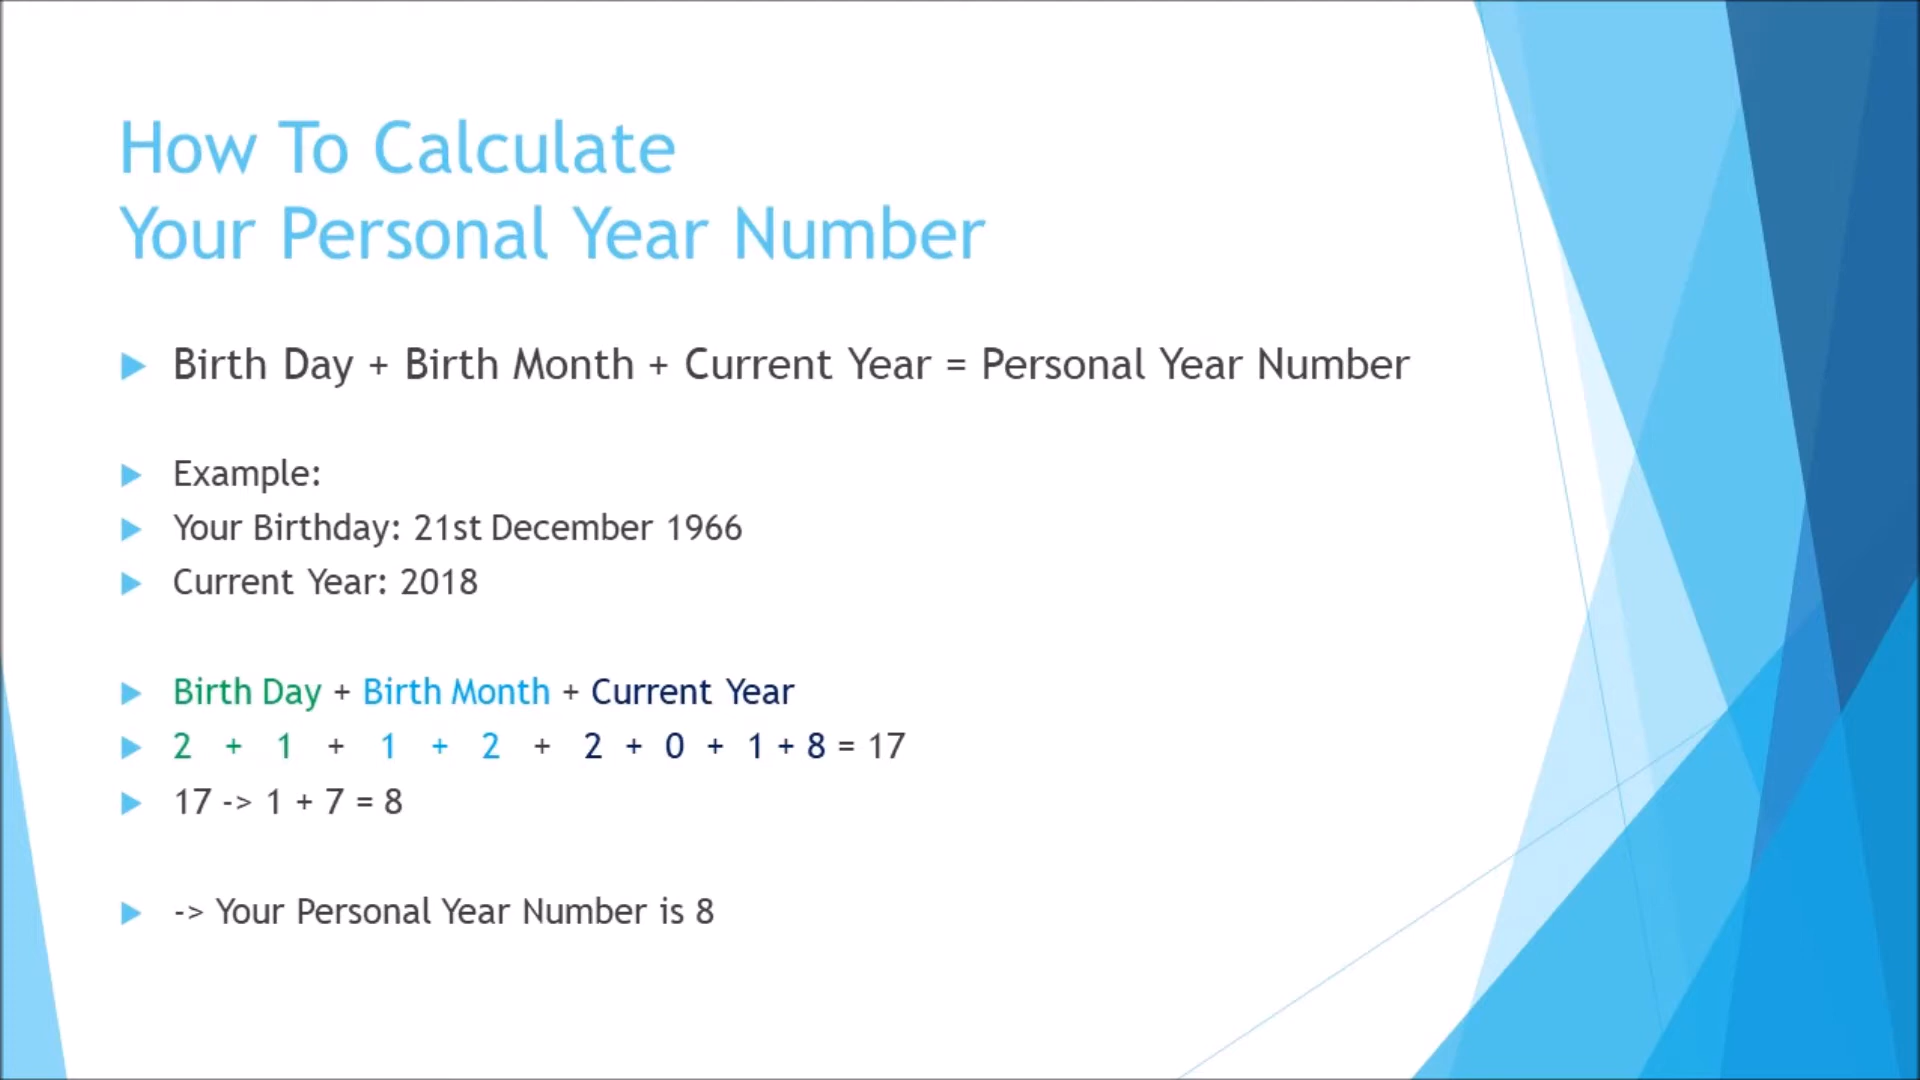 How To Calculate
Your Personal Year Number
Birth Day + Birth Month + Current Year = Personal Year Number
Example:
Your Birthday: 21st December 1966
Current Year: 2018
Birth Day + Birth Month + Current Year
2 + 1 + 1 + 2 + 2 + 0 + 1 + 8 = 17
17 -> 1 + 7 = 8
-> Your Personal Year Number is 8